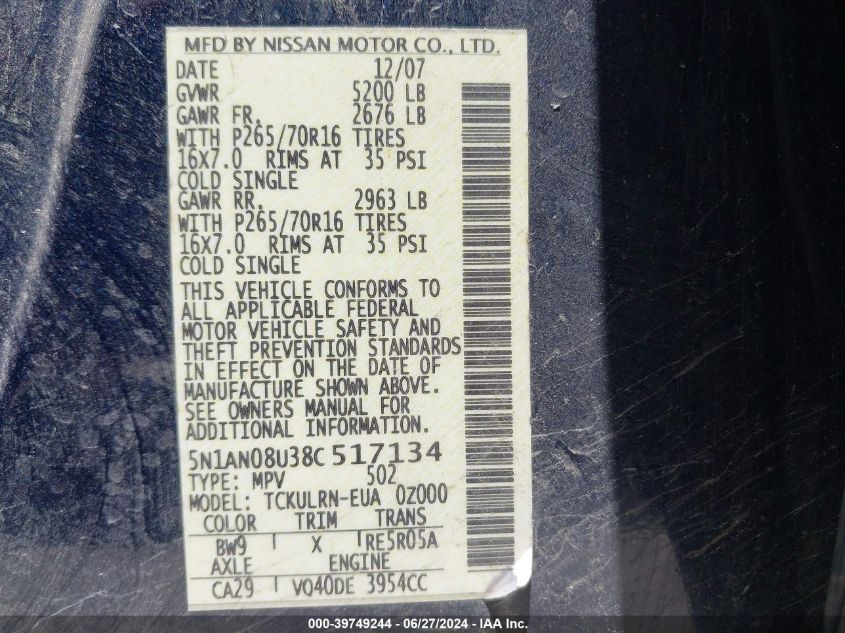 MFD BY NISSAN MOTOR CO., LTD.
DATE 12/07
GVWR 5200 LB
GAWR FR. 2676 LB
WITH P265/70R16 TIRES
16X7.0 RIMS AT 35 PSI
COLD SINGLE
GAWR RR. 2963 LB
WITH P265/70R16 TIRES
16X7.0 RIMS AT 35 PSI
COLD SINGLE
THIS VEHICLE CONFORMS TO
ALL APPLICABLE FEDERAL
MOTOR VEHICLE SAFETY AND
THEFT PREVENTION STANDARDS
IN EFFECT ON THE DATE OF
MANUFACTURE SHOWN ABOVE.
SEE OWNERS MANUAL FOR
ADDITIONAL INFORMATION.
5N1AN08U38C517134
TYPE: MPV 502
MODEL: TCKULRN-EUA 0Z000
COLOR TRIM TRANS
BW9 X RE5R05A
AXLE ENGINE
CA29 VQ40DE 3954CC
000-39749244 - 06/27/2024 - IAA Inc.